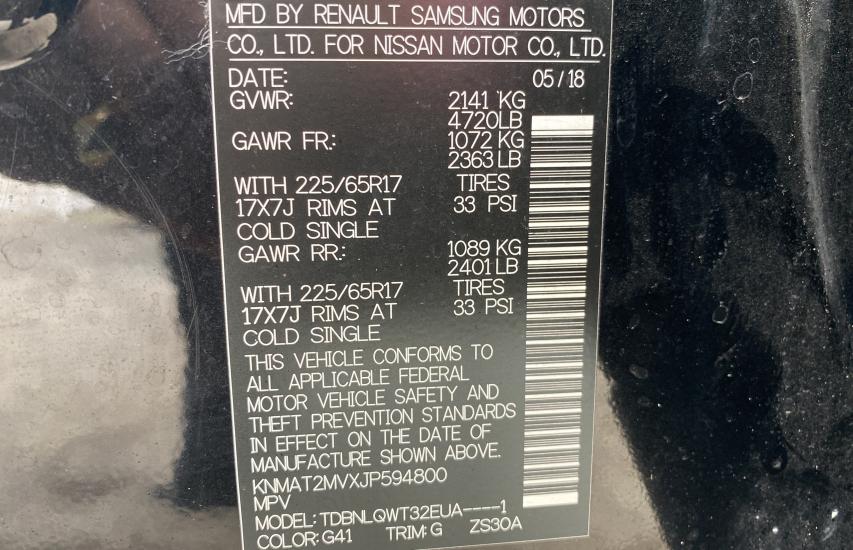 MFD BY RENAULT SAMSUNG MOTORS
CO., LTD. FOR NISSAN MOTOR CO., LTD.
DATE: 05/18
GVWR: 2141 KG
4720LB
GAWR FR.: 1072 KG
2363 LB
WITH 225/65R17 TIRES
17X7J RIMS AT 33 PSI
COLD SINGLE
GAWR RR.: 1089 KG
2401 LB
WITH 225/65R17 TIRES
17X7J RIMS AT 33 PSI
COLD SINGLE
THIS VEHICLE CONFORMS TO
ALL APPLICABLE FEDERAL
MOTOR VEHICLE SAFETY AND
THEFT PREVENTION STANDARDS
IN EFFECT ON THE DATE OF
MANUFACTURE SHOWN ABOVE.
KNMAT2MVXJP594800
MPV
MODEL: TDBNLQWT32EUA----1
COLOR: G41 TRIM: G ZS30A